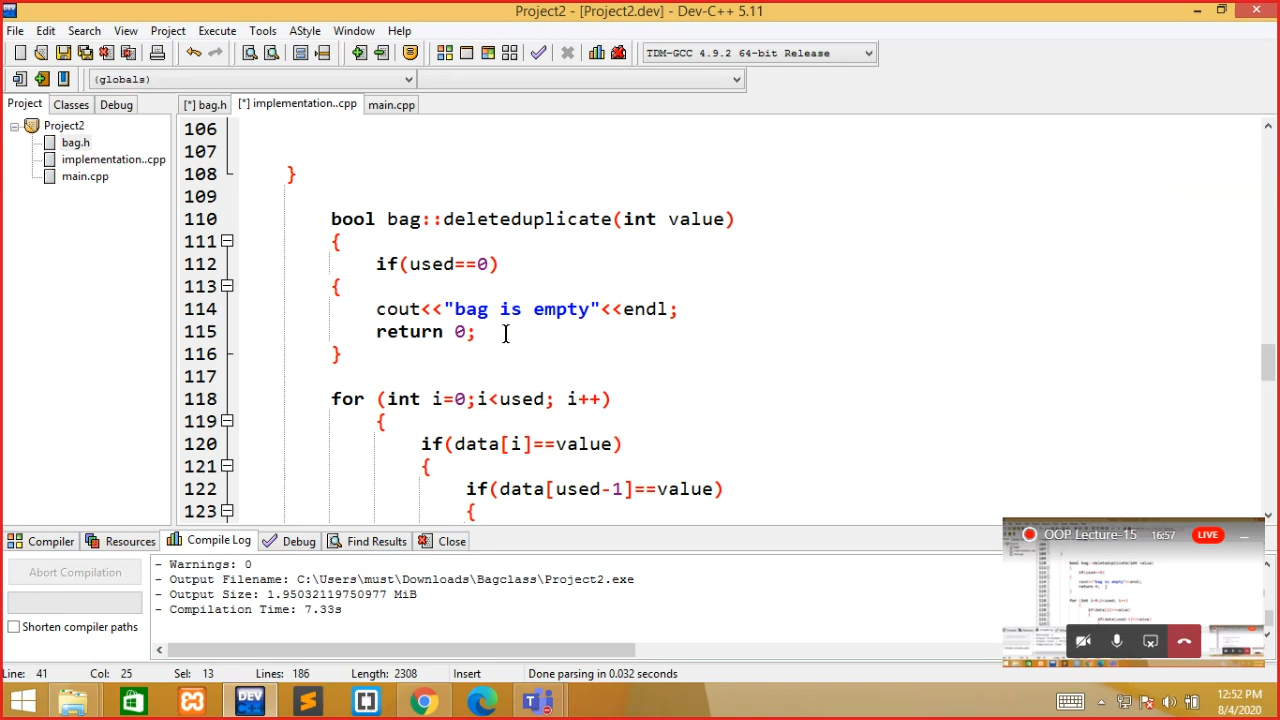 Project2 - [Project2.dev] - Dev-C++ 5.11
File Edit Search View Project Execute Tools AStyle Window Help
TDM-GCC 4.9.2 64-bit Release
(globals)
Project Classes Debug
[*] bag.h [*] implementation..cpp main.cpp
Project2
bag.h
implementation..cpp
main.cpp
106
107
108 }
109
110 bool bag::deleteduplicate(int value)
111 {
112 if(used==0)
113 {
114 cout<<"bag is empty"<<endl;
115 return 0;
116 }
117
118 for (int i=0;i<used; i++)
119 {
120 if(data[i]==value)
121 {
122 if(data[used-1]==value)
123 {
OOP Lecture-15 16:57 LIVE
Compiler Resources Compile Log Debug Find Results Close
Abort Compilation
Shorten compiler paths
- Warnings: 0
- Output Filename: C:\Users\must\Downloads\Bagclass\Project2.exe
- Output Size: 1.95032119750977 MiB
- Compilation Time: 7.33s
Line: 41 Col: 25 Sel: 13 Lines: 186 Length: 2308 Insert Done parsing in 0.032 seconds
DEV
12:52 PM
8/4/2020